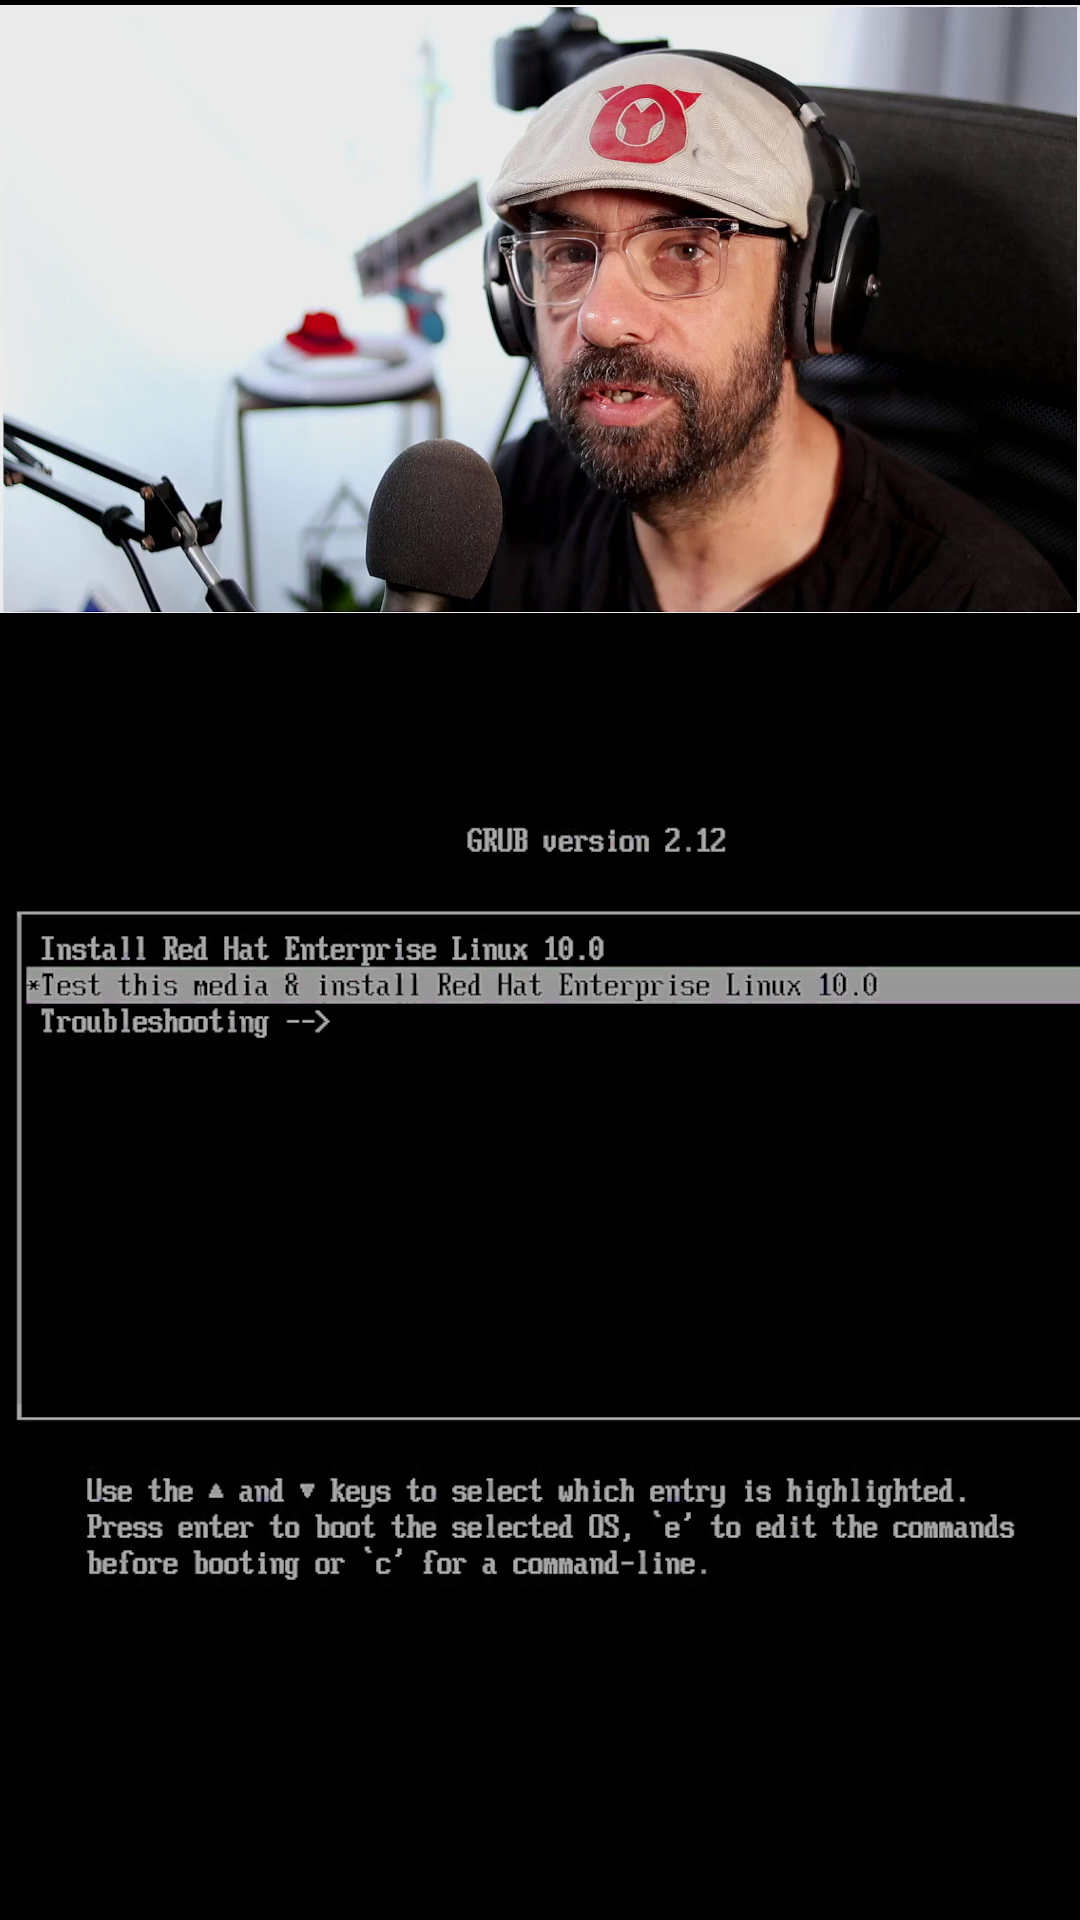 GRUB version 2.12
Install Red Hat Enterprise Linux 10.0
*Test this media & install Red Hat Enterprise Linux 10.0
Troubleshooting -->
Use the ▲ and ▼ keys to select which entry is highlighted.
Press enter to boot the selected OS, `e' to edit the commands
before booting or `c' for a command-line.